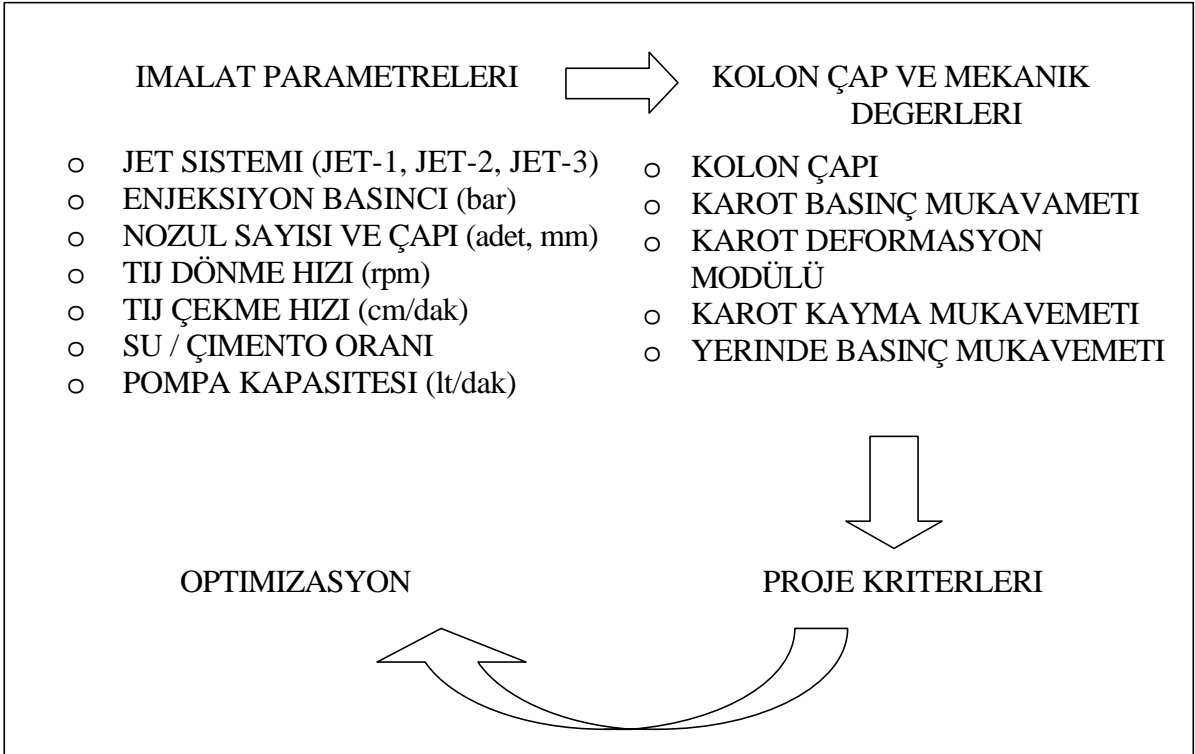 IMALAT PARAMETRELERI
o JET SISTEMI (JET-1, JET-2, JET-3)
o ENJEKSIYON BASINCI (bar)
o NOZUL SAYISI VE ÇAPI (adet, mm)
o TIJ DÖNME HIZI (rpm)
o TIJ ÇEKME HIZI (cm/dak)
o SU / ÇIMENTO ORANI
o POMPA KAPASITESI (lt/dak)
KOLON ÇAP VE MEKANIK
DEGERLERI
o KOLON ÇAPI
o KAROT BASINÇ MUKAVAMETI
o KAROT DEFORMASYON
MODÜLÜ
o KAROT KAYMA MUKAVEMETI
o YERINDE BASINÇ MUKAVEMETI
PROJE KRITERLERI
OPTIMIZASYON